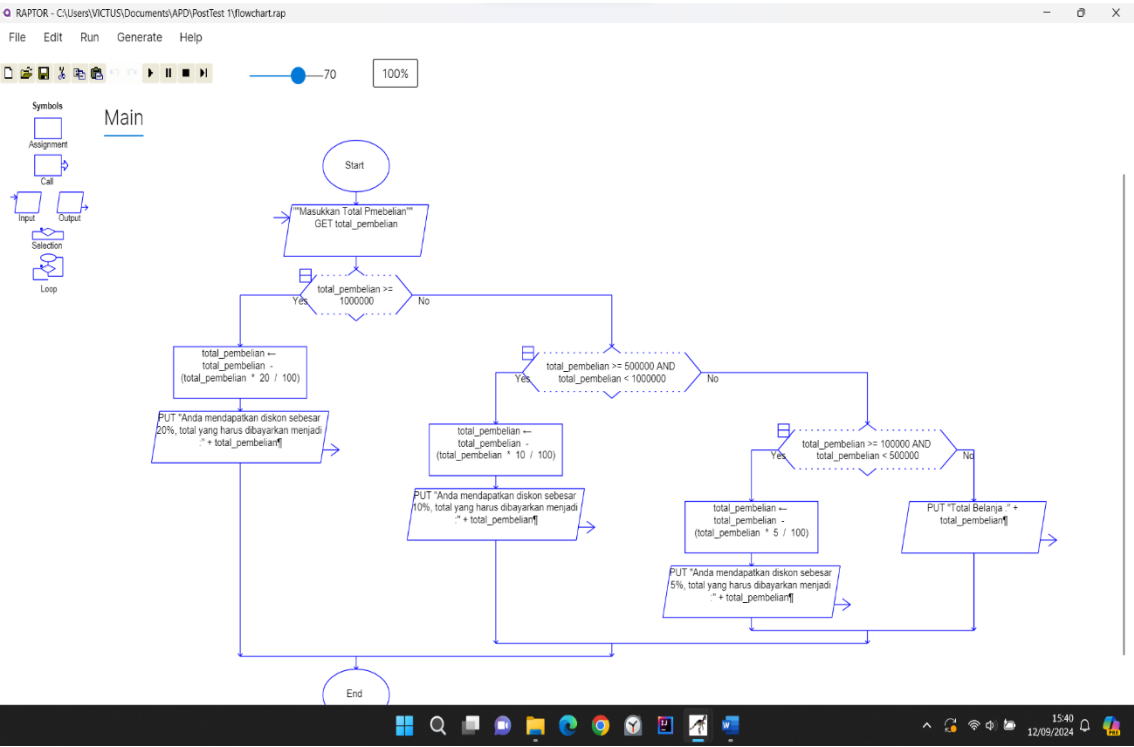 RAPTOR - C:\Users\VICTUS\Documents\APD\PostTest 1\flowchart.rap
File Edit Run Generate Help
70
100%
Symbols
Assignment
Call
Input Output
Selection
Loop
Main
Start
""Masukkan Total Pmebelian""
GET total_pembelian
total_pembelian >=
1000000
Yes
No
total_pembelian ←
total_pembelian -
(total_pembelian * 20 / 100)
PUT "Anda mendapatkan diskon sebesar
20%, total yang harus dibayarkan menjadi
:" + total_pembelian¶
total_pembelian >= 500000 AND
total_pembelian < 1000000
Yes
No
total_pembelian ←
total_pembelian -
(total_pembelian * 10 / 100)
PUT "Anda mendapatkan diskon sebesar
10%, total yang harus dibayarkan menjadi
:" + total_pembelian¶
total_pembelian >= 100000 AND
total_pembelian < 500000
Yes
No
total_pembelian ←
total_pembelian -
(total_pembelian * 5 / 100)
PUT "Anda mendapatkan diskon sebesar
5%, total yang harus dibayarkan menjadi
:" + total_pembelian¶
PUT "Total Belanja :" +
total_pembelian¶
End
15:40
12/09/2024